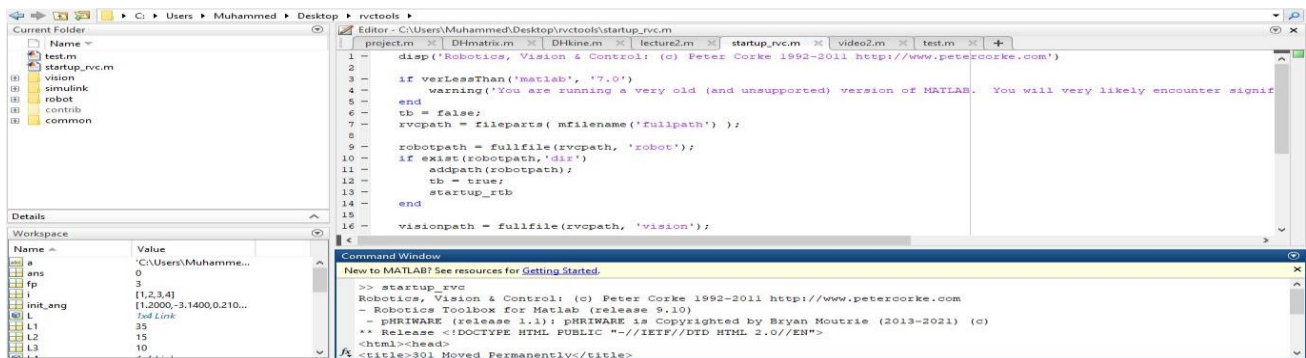 C: ▸ Users ▸ Muhammed ▸ Desktop ▸ rvctools ▸
Current Folder
Name
test.m
startup_rvc.m
vision
simulink
robot
contrib
common
Details
Workspace
Name Value
a 'C:\Users\Muhamme...
ans 0
fp 3
i [1,2,3,4]
init_ang [1.2000,-3.1400,0.210...
L 1x4 Link
L1 35
L2 15
L3 10
Editor - C:\Users\Muhammed\Desktop\rvctools\startup_rvc.m
project.m DHmatrix.m DHkine.m lecture2.m startup_rvc.m video2.m test.m
1 disp('Robotics, Vision & Control: (c) Peter Corke 1992-2011 http://www.petercorke.com')
2
3 if verLessThan('matlab', '7.0')
4 warning('You are running a very old (and unsupported) version of MATLAB. You will very likely encounter signif
5 end
6 tb = false;
7 rvcpath = fileparts( mfilename('fullpath') );
8
9 robotpath = fullfile(rvcpath, 'robot');
10 if exist(robotpath,'dir')
11 addpath(robotpath);
12 tb = true;
13 startup_rtb
14 end
15
16 visionpath = fullfile(rvcpath, 'vision');
Command Window
New to MATLAB? See resources for Getting Started.
>> startup_rvc
Robotics, Vision & Control: (c) Peter Corke 1992-2011 http://www.petercorke.com
- Robotics Toolbox for Matlab (release 9.10)
- pHRIWARE (release 1.1): pHRIWARE is Copyrighted by Bryan Moutrie (2013-2021) (c)
** Release <!DOCTYPE HTML PUBLIC "-//IETF//DTD HTML 2.0//EN">
<html><head>
fx <title>301 Moved Permanently</title>